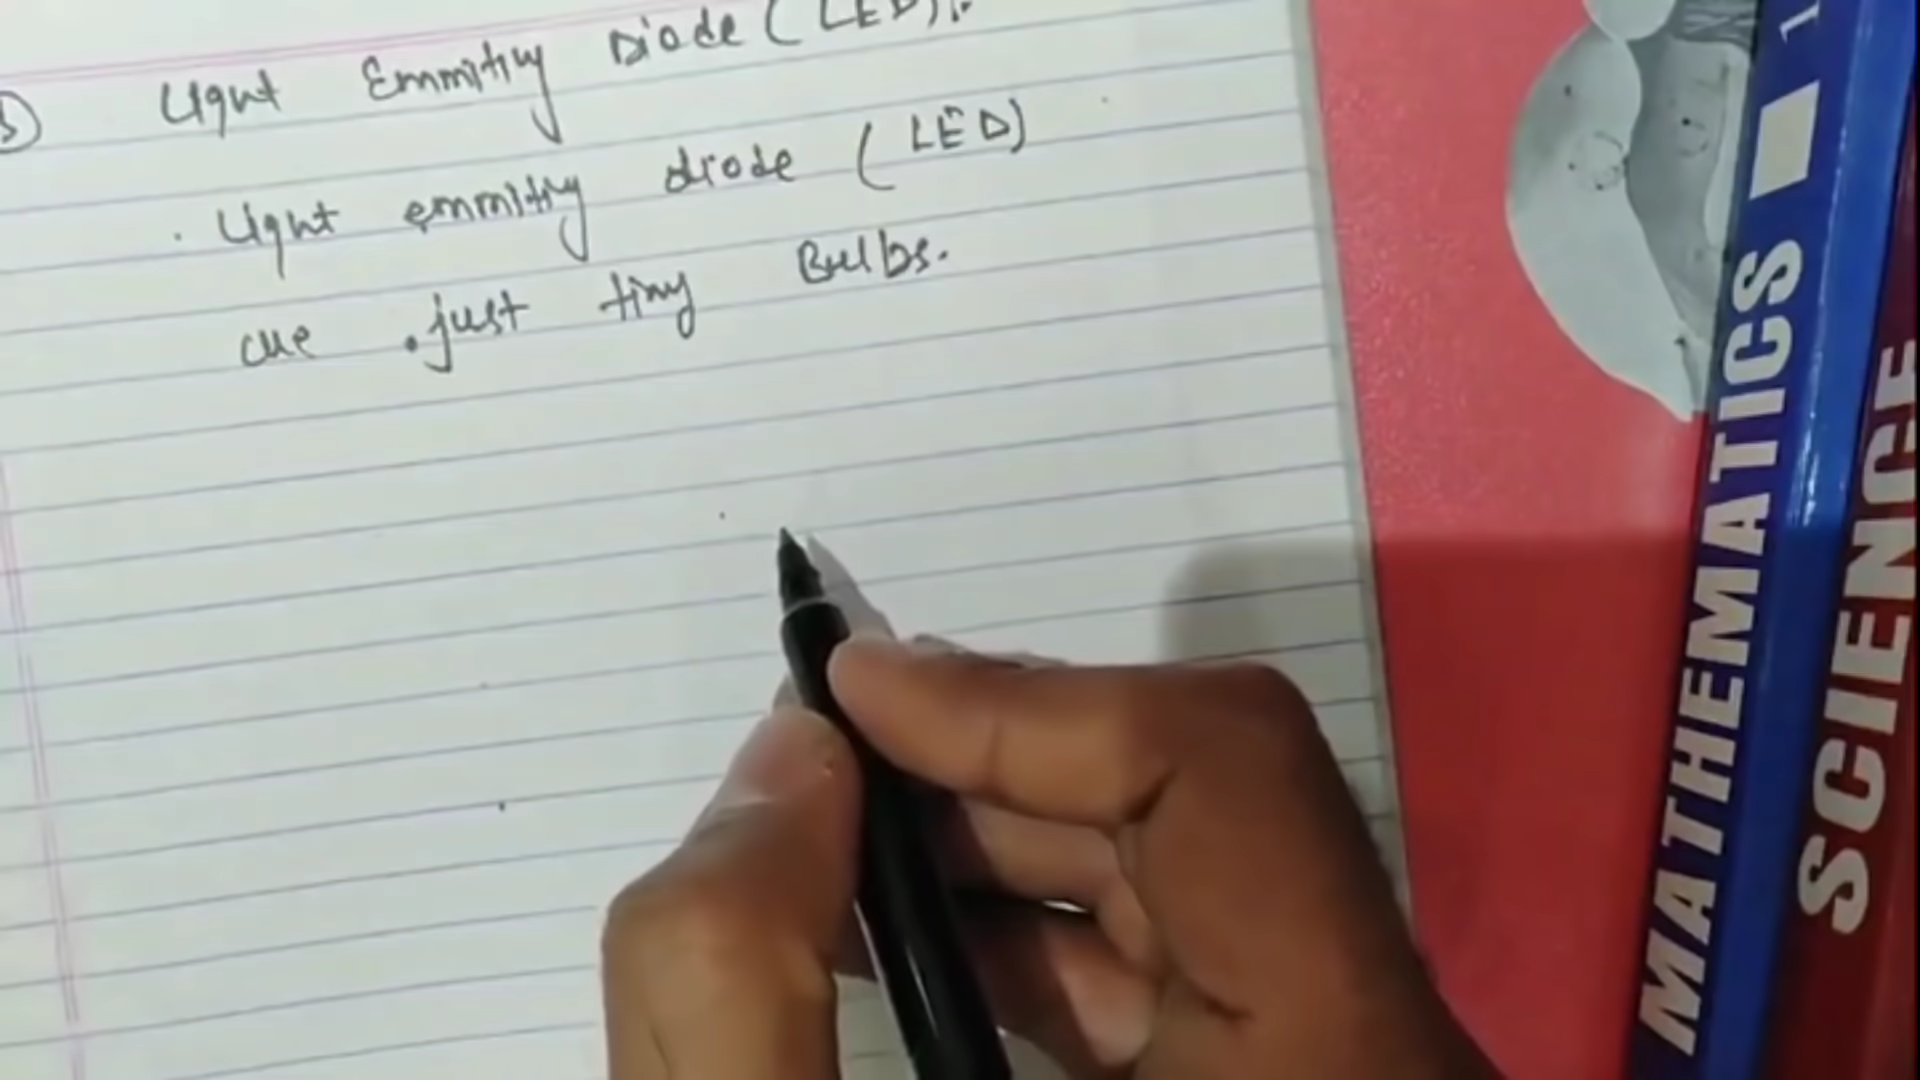 Light Emmiting Diode (LED):-
. Light emmiting diode (LED)
are . just tiny Bulbs.
MATHEMATICS
SCIENCE